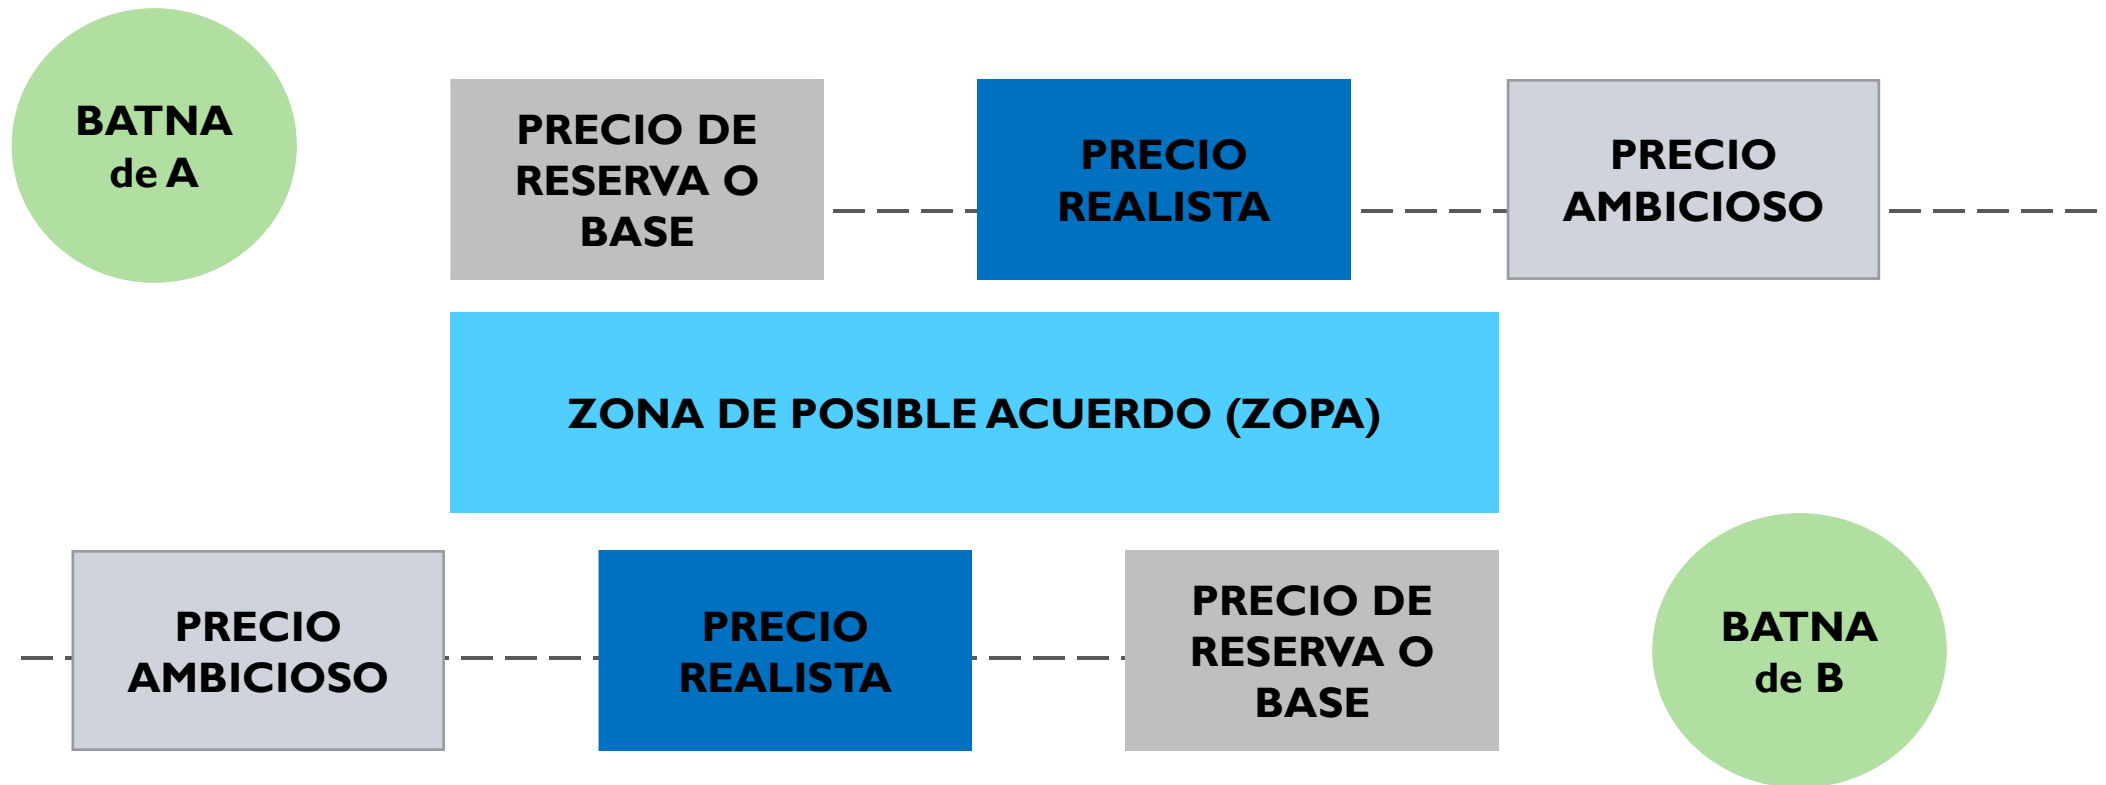 BATNA
de A
PRECIO DE
RESERVA O
BASE
PRECIO
REALISTA
PRECIO
AMBICIOSO
ZONA DE POSIBLE ACUERDO (ZOPA)
PRECIO
AMBICIOSO
PRECIO
REALISTA
PRECIO DE
RESERVA O
BASE
BATNA
de B